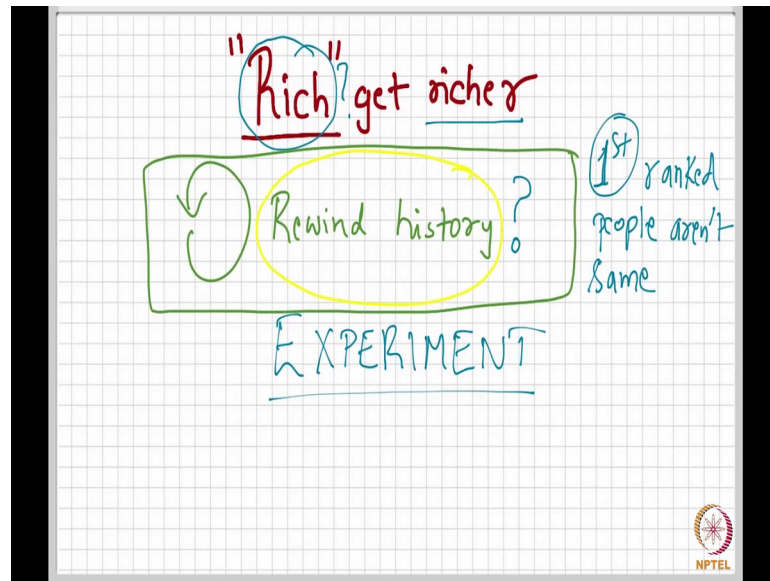 "Rich"? get richer
Rewind history?
1st ranked
people aren't
same
EXPERIMENT
NPTEL